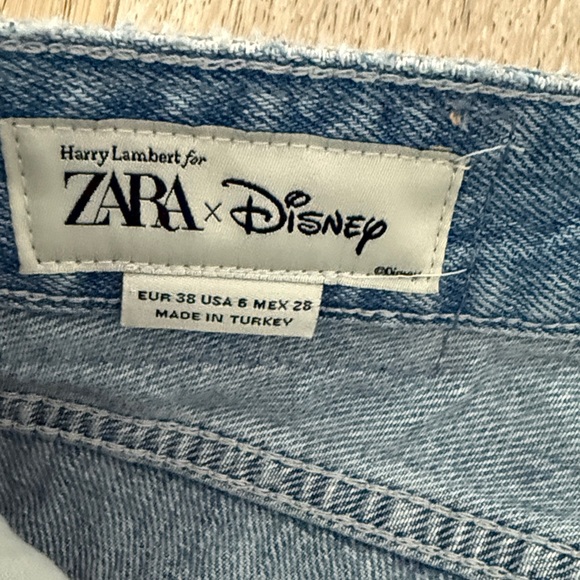 Harry Lambert for
ZARA x Disney
©Disney
EUR 38 USA 6 MEX 28
MADE IN TURKEY